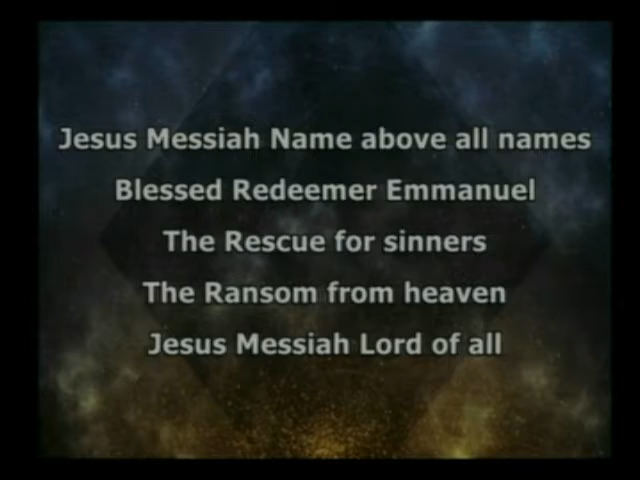 Jesus Messiah Name above all names
Blessed Redeemer Emmanuel
The Rescue for sinners
The Ransom from heaven
Jesus Messiah Lord of all